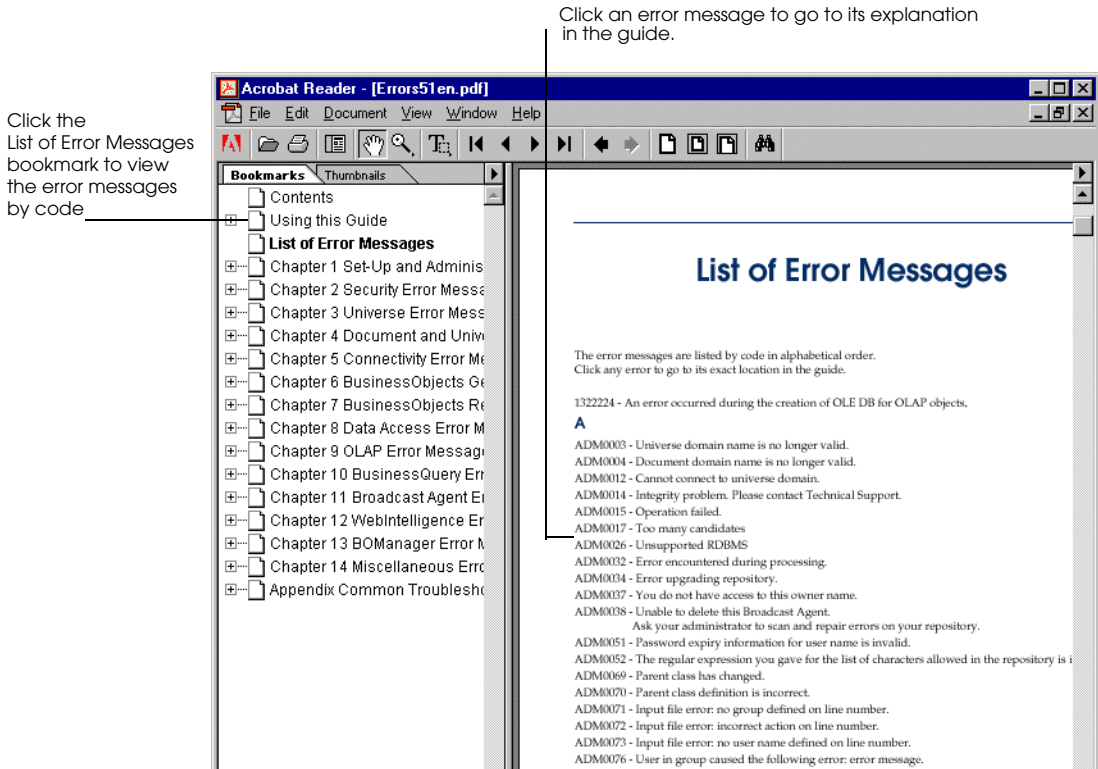 Click an error message to go to its explanation
in the guide.
Click the
List of Error Messages
bookmark to view
the error messages
by code
Acrobat Reader - [Errors51en.pdf]
File Edit Document View Window Help
Bookmarks Thumbnails
Contents
Using this Guide
List of Error Messages
Chapter 1 Set-Up and Adminis
Chapter 2 Security Error Messa
Chapter 3 Universe Error Mess
Chapter 4 Document and Unive
Chapter 5 Connectivity Error Me
Chapter 6 BusinessObjects Ge
Chapter 7 BusinessObjects Re
Chapter 8 Data Access Error M
Chapter 9 OLAP Error Message
Chapter 10 BusinessQuery Err
Chapter 11 Broadcast Agent Er
Chapter 12 WebIntelligence Er
Chapter 13 BOManager Error M
Chapter 14 Miscellaneous Erro
Appendix Common Troublesho
List of Error Messages
The error messages are listed by code in alphabetical order.
Click any error to go to its exact location in the guide.
1322224 - An error occurred during the creation of OLE DB for OLAP objects.
A
ADM0003 - Universe domain name is no longer valid.
ADM0004 - Document domain name is no longer valid.
ADM0012 - Cannot connect to universe domain.
ADM0014 - Integrity problem. Please contact Technical Support.
ADM0015 - Operation failed.
ADM0017 - Too many candidates
ADM0026 - Unsupported RDBMS
ADM0032 - Error encountered during processing.
ADM0034 - Error upgrading repository.
ADM0037 - You do not have access to this owner name.
ADM0038 - Unable to delete this Broadcast Agent.
Ask your administrator to scan and repair errors on your repository.
ADM0051 - Password expiry information for user name is invalid.
ADM0052 - The regular expression you gave for the list of characters allowed in the repository is i
ADM0069 - Parent class has changed.
ADM0070 - Parent class definition is incorrect.
ADM0071 - Input file error: no group defined on line number.
ADM0072 - Input file error: incorrect action on line number.
ADM0073 - Input file error: no user name defined on line number.
ADM0076 - User in group caused the following error: error message.